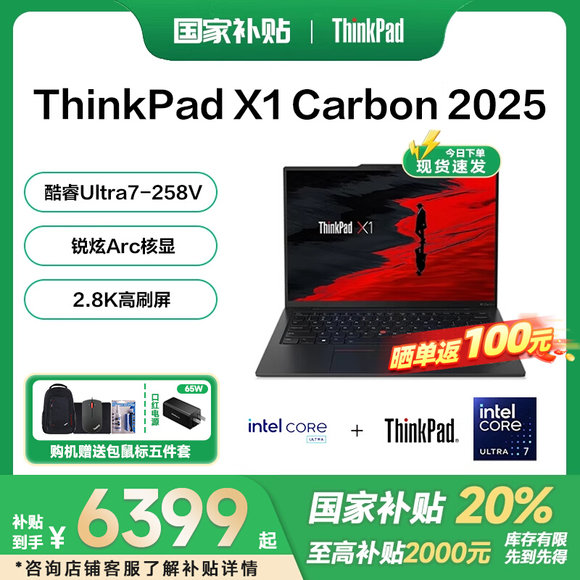 国家补贴 ThinkPad
ThinkPad X1 Carbon 2025
今日下单
现货速发
酷睿Ultra7-258V
锐炫Arc核显
2.8K高刷屏
ThinkPad X1
晒单返100元
口红电源
65W
购机赠送包鼠标五件套
intel CORE
ULTRA
+
ThinkPad
intel
CORE
ULTRA 7
补贴
到手 ¥6399起
国家补贴20%
至高补贴2000元
库存有限
先到先得
*咨询店铺客服了解补贴详情